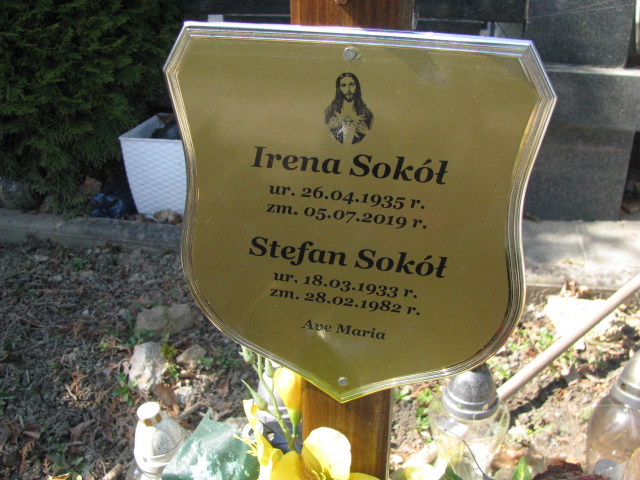 Irena Sokół
ur. 26.04.1935 r.
zm. 05.07.2019 r.
Stefan Sokół
ur. 18.03.1933 r.
zm. 28.02.1982 r.
Ave Maria